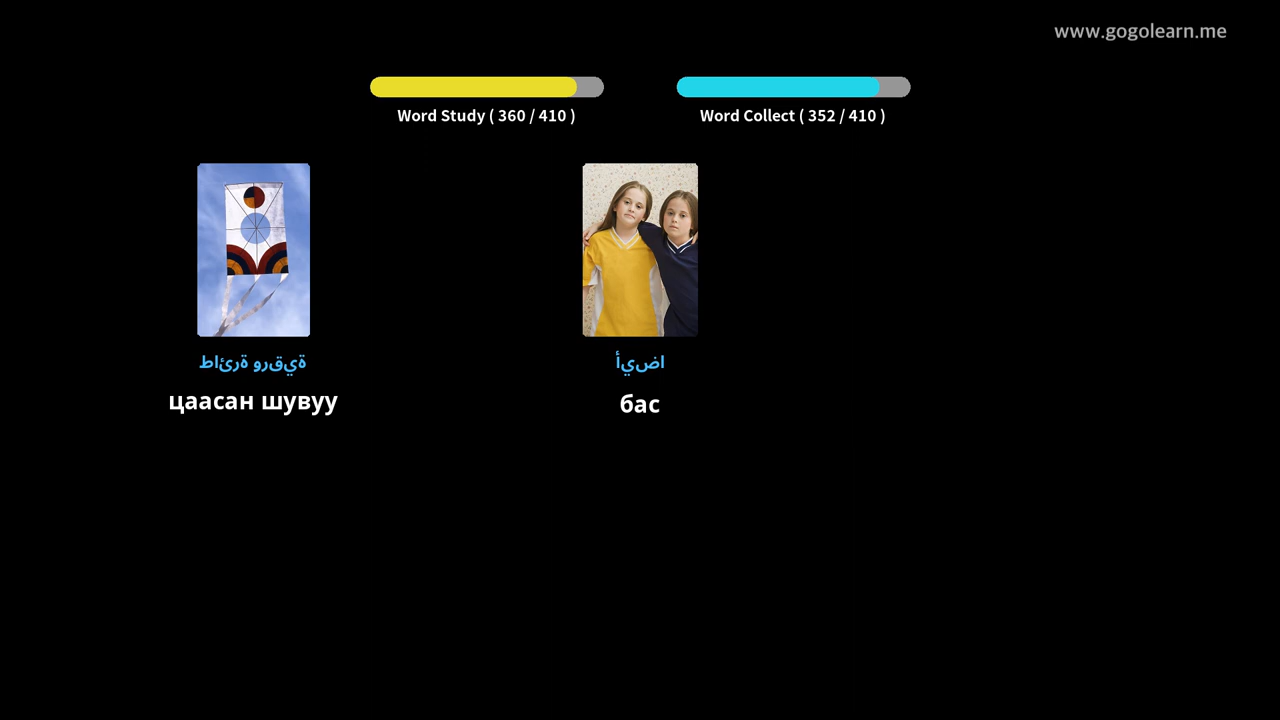 www.gogolearn.me
Word Study ( 360 / 410 )
Word Collect ( 352 / 410 )
طائرة ورقية
цаасан шувуу
أيضا
бас